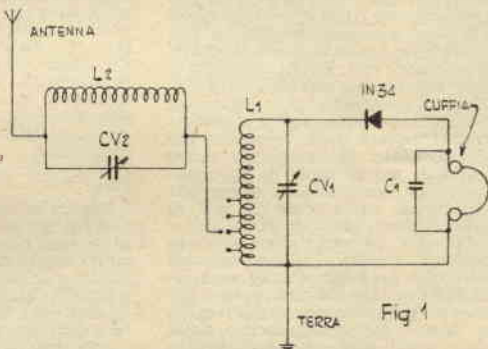 ANTENNA
L2
CV2
L1
CV1
IN34
C1
CUFFIA
TERRA
Fig 1